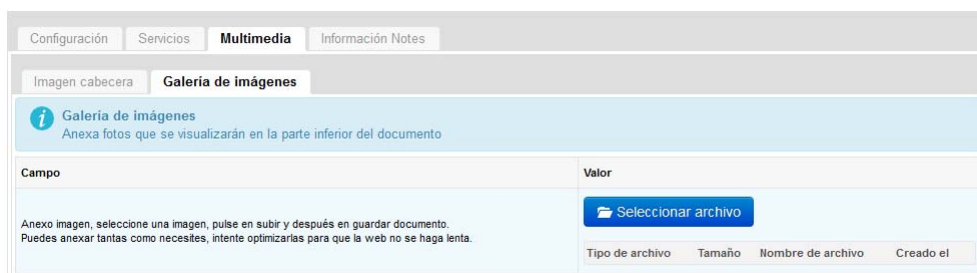 Configuración Servicios Multimedia Información Notes
Imagen cabecera Galería de imágenes
Galería de imágenes
Anexa fotos que se visualizarán en la parte inferior del documento
Campo Valor
Seleccionar archivo
Anexo imagen, seleccione una imagen, pulse en subir y después en guardar documento.
Puedes anexar tantas como necesites, intente optimizarlas para que la web no se haga lenta.
Tipo de archivo Tamaño Nombre de archivo Creado el